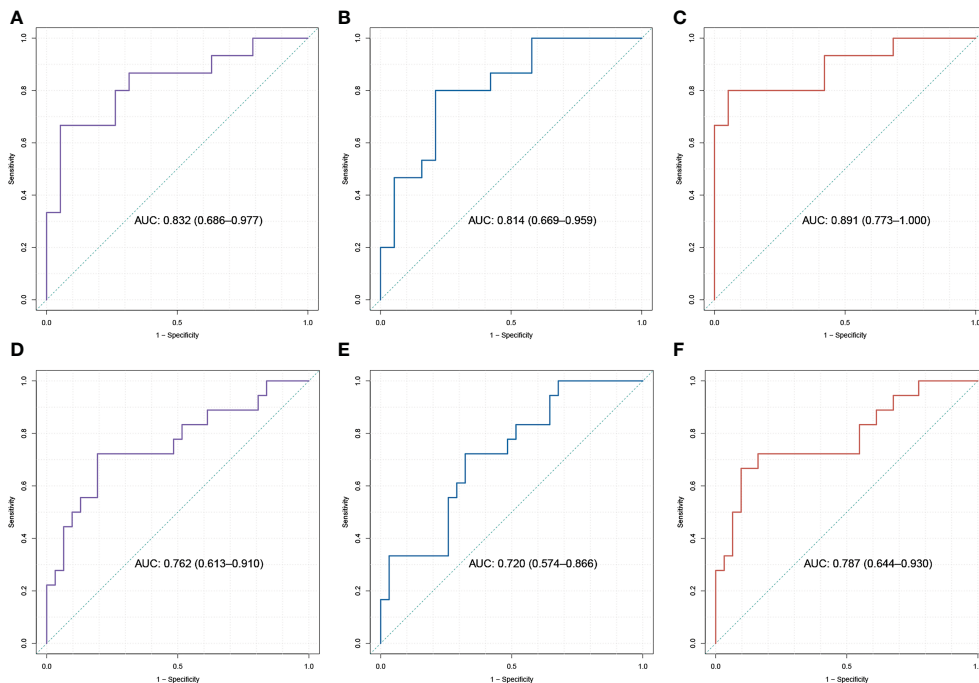 A
1.0
0.8
0.6
0.4
0.2
0.0
Sensitivity
AUC: 0.832 (0.686–0.977)
0.0 0.5 1.0
1 − Specificity
B
1.0
0.8
0.6
0.4
0.2
0.0
Sensitivity
AUC: 0.814 (0.669–0.959)
0.0 0.5 1.0
1 − Specificity
C
1.0
0.8
0.6
0.4
0.2
0.0
Sensitivity
AUC: 0.891 (0.773–1.000)
0.0 0.5 1.0
1 − Specificity
D
1.0
0.8
0.6
0.4
0.2
0.0
Sensitivity
AUC: 0.762 (0.613–0.910)
0.0 0.5 1.0
1 − Specificity
E
1.0
0.8
0.6
0.4
0.2
0.0
Sensitivity
AUC: 0.720 (0.574–0.866)
0.0 0.5 1.0
1 − Specificity
F
1.0
0.8
0.6
0.4
0.2
0.0
Sensitivity
AUC: 0.787 (0.644–0.930)
0.0 0.5 1.0
1 − Specificity